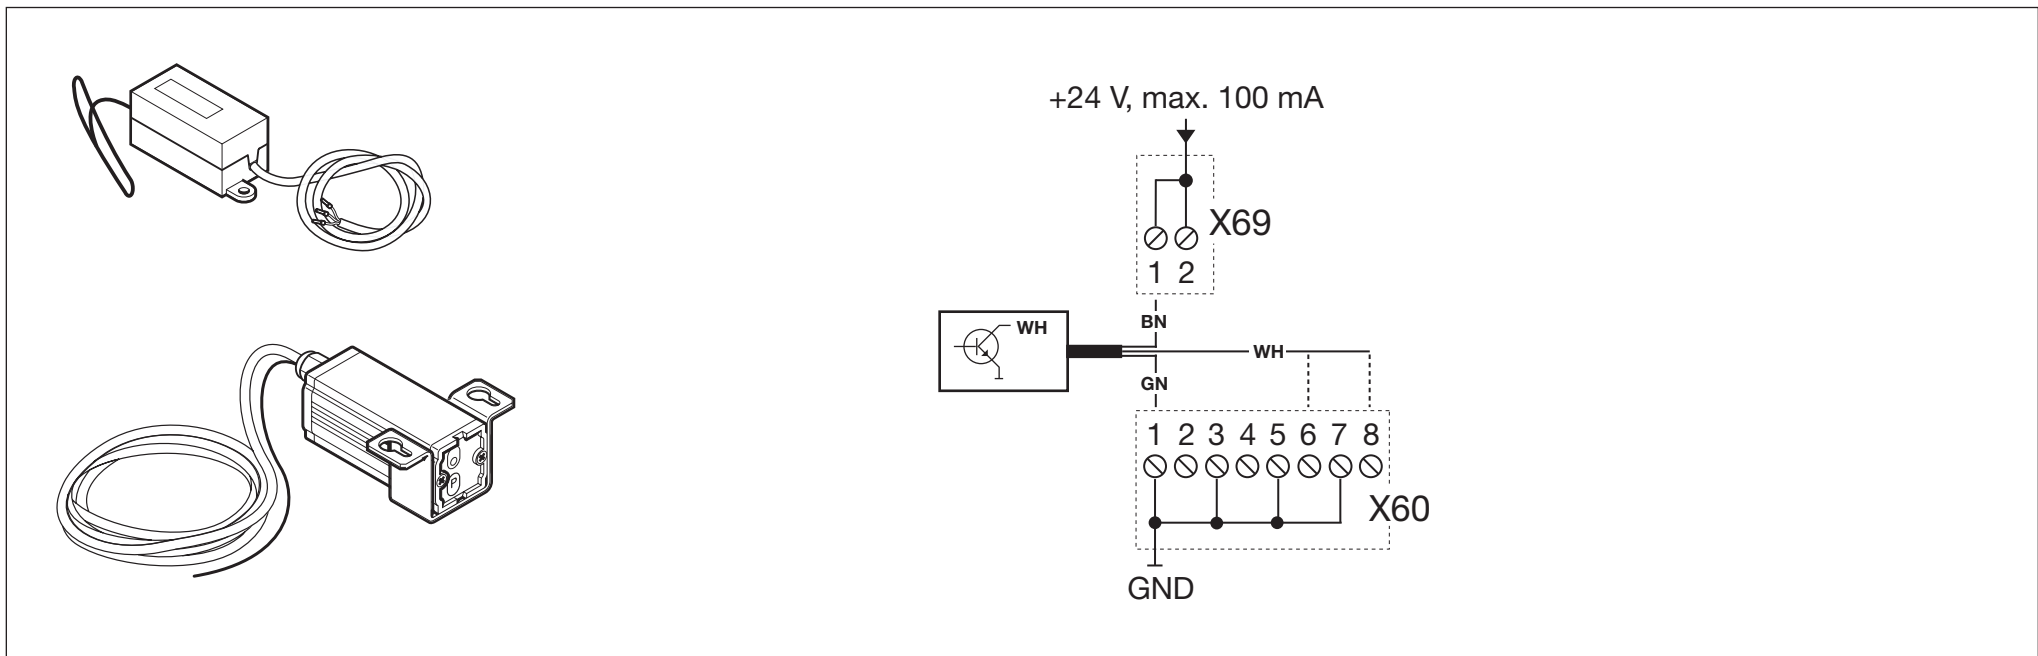 +24 V, max. 100 mA
X69
1 2
BN
WH
WH
GN
1 2 3 4 5 6 7 8
X60
GND
P